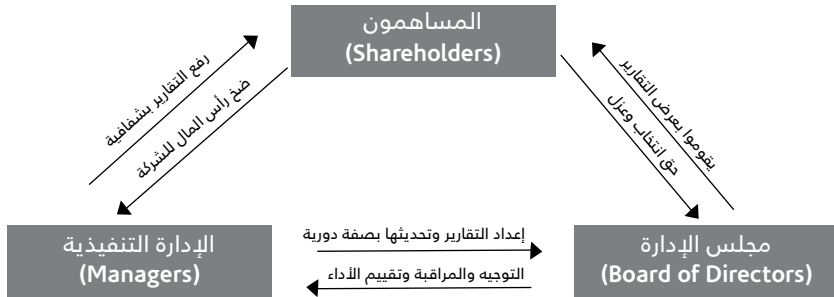 المساهمون
(Shareholders)
رفع التقارير بشفافية
ضخ رأس المال للشركة
يقوموا بعرض التقارير
حق انتخاب وعزل
الإدارة التنفيذية
(Managers)
إعداد التقارير وتحديثها بصفة دورية
التوجيه والمراقبة وتقييم الأداء
مجلس الإدارة
(Board of Directors)